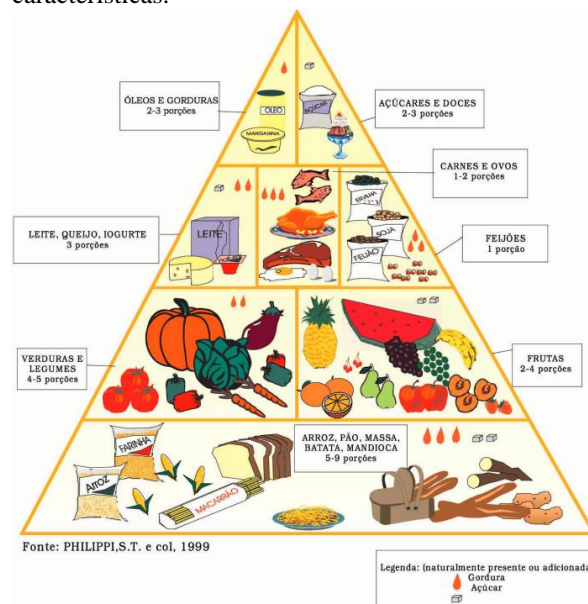 características:
ÓLEOS E GORDURAS
2-3 porções
AÇÚCARES E DOCES
2-3 porções
CARNES E OVOS
1-2 porções
LEITE, QUEIJO, IOGURTE
3 porções
FEIJÕES
1 porção
VERDURAS E
LEGUMES
4-5 porções
FRUTAS
2-4 porções
ARROZ, PÃO, MASSA,
BATATA, MANDIOCA
5-9 porções
ÓLEO
MARGARINA
AÇUCAR
LEITE
SOJA
FEIJÃO
FARINHA
ARROZ
MACARRÃO
Fonte: PHILIPPI,S.T. e col, 1999
Legenda: (naturalmente presente ou adicionada
Gordura
Açúcar